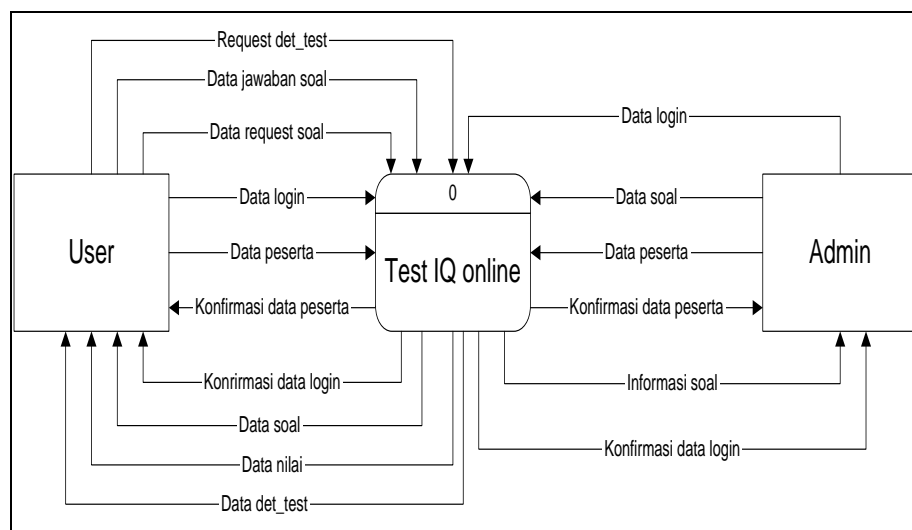 Request det_test
Data jawaban soal
Data request soal
Data login
Data login
Data peserta
Konfirmasi data peserta
Konrirmasi data login
Data soal
Data nilai
Data det_test
User
0
Test IQ online
Data soal
Data peserta
Konfirmasi data peserta
Informasi soal
Konfirmasi data login
Admin